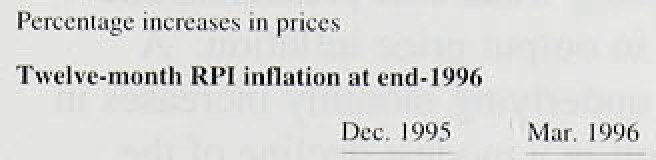 Percentage increases in prices
Twelve-month RPI inflation at end-1996
Dec. 1995 Mar. 1996